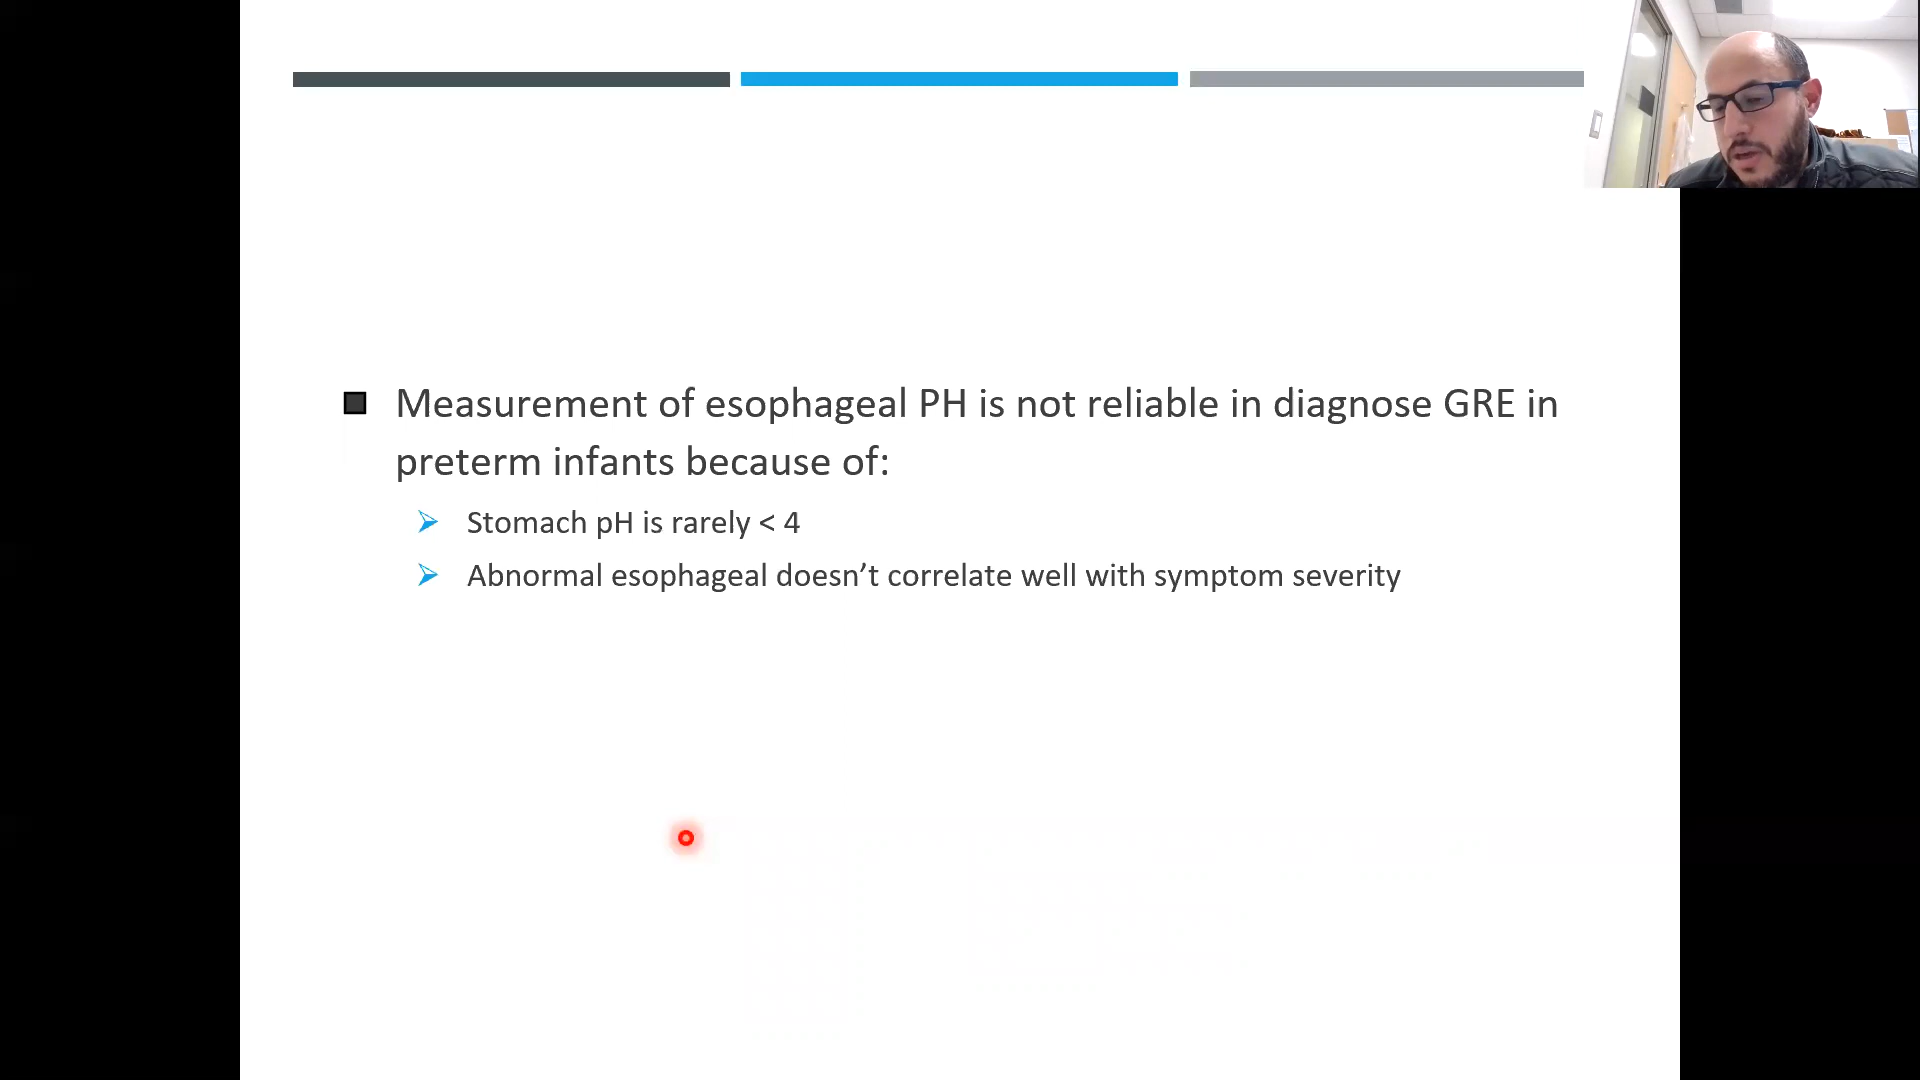 Measurement of esophageal PH is not reliable in diagnose GRE in
preterm infants because of:
Stomach pH is rarely < 4
Abnormal esophageal doesn’t correlate well with symptom severity